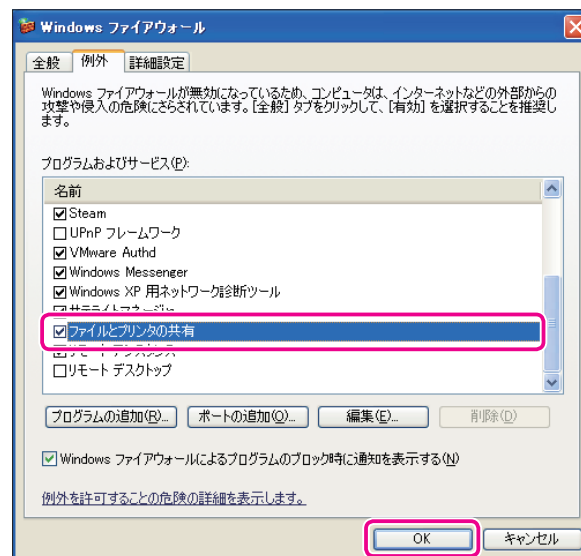 Windows ファイアウォール
全般 例外 詳細設定
Windows ファイアウォールが無効になっているため、コンピュータは、インターネットなどの外部からの
攻撃や侵入の危険にさらされています。[全般] タブをクリックして、[有効] を選択することを推奨し
ます。
プログラムおよびサービス(P):
名前
Steam
UPnP フレームワーク
VMware Authd
Windows Messenger
Windows XP 用ネットワーク診断ツール
ファイルとプリンタの共有
リモート デスクトップ
プログラムの追加(R)... ポートの追加(O)... 編集(E)... 削除(D)
Windows ファイアウォールによるプログラムのブロック時に通知を表示する(N)
例外を許可することの危険の詳細を表示します。
OK キャンセル